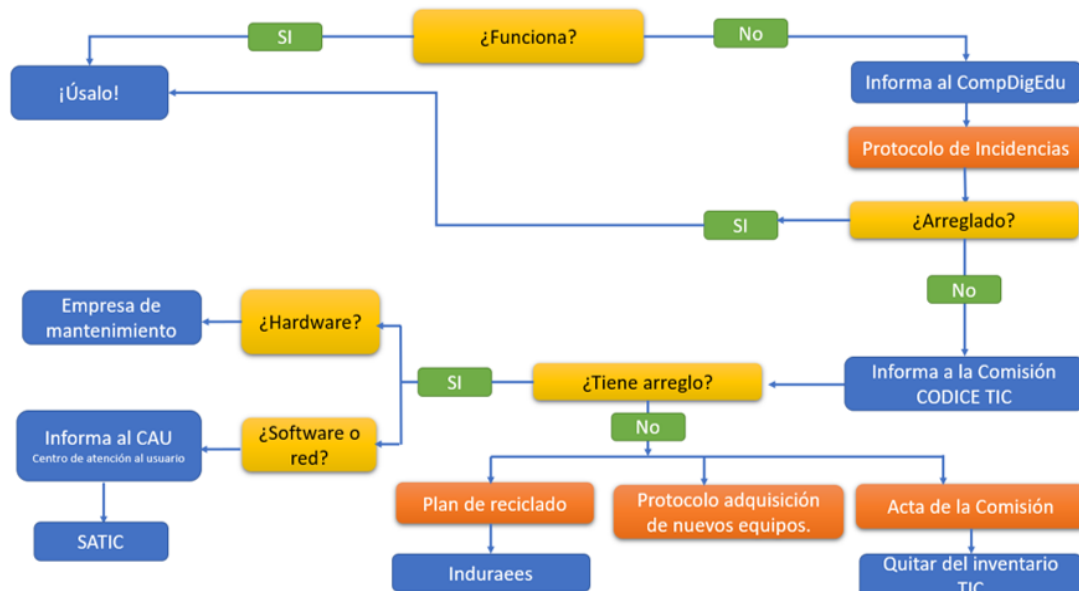 SI
¿Funciona?
No
¡Úsalo!
Informa al CompDigEdu
Protocolo de Incidencias
SI
¿Arreglado?
No
Empresa de
mantenimiento
¿Hardware?
SI
¿Tiene arreglo?
Informa a la Comisión
CODICE TIC
No
Informa al CAU
Centro de atención al usuario
¿Software o
red?
Plan de reciclado
Protocolo adquisición
de nuevos equipos.
Acta de la Comisión
SATIC
Induraees
Quitar del inventario
TIC